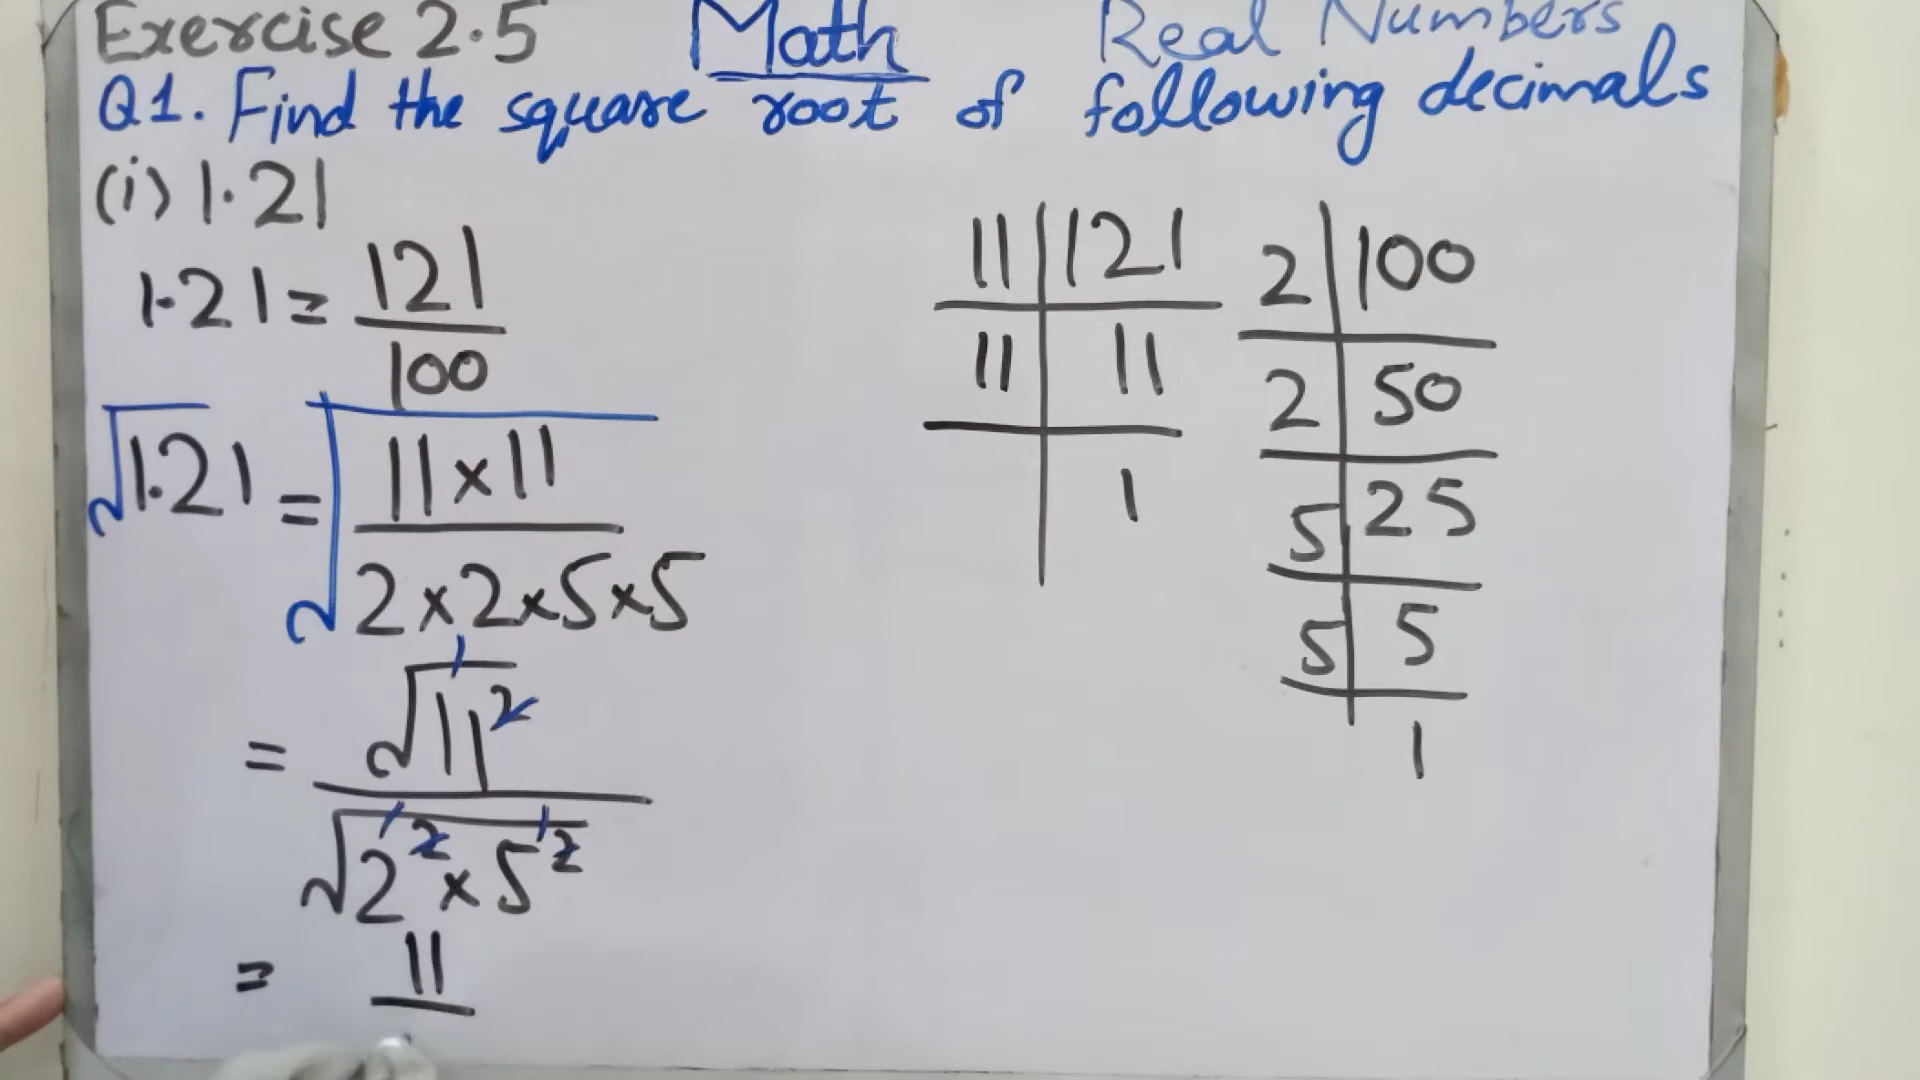 Exercise 2.5 Math Real Numbers
Q1. Find the square root of following decimals
(i) 1.21
1.21 = 121/100
√1.21 = √(11×11/2×2×5×5)
= √11²/√2²×5²
= 11
11 | 121
11 | 11
1
2 | 100
2 | 50
5 | 25
5 | 5
1